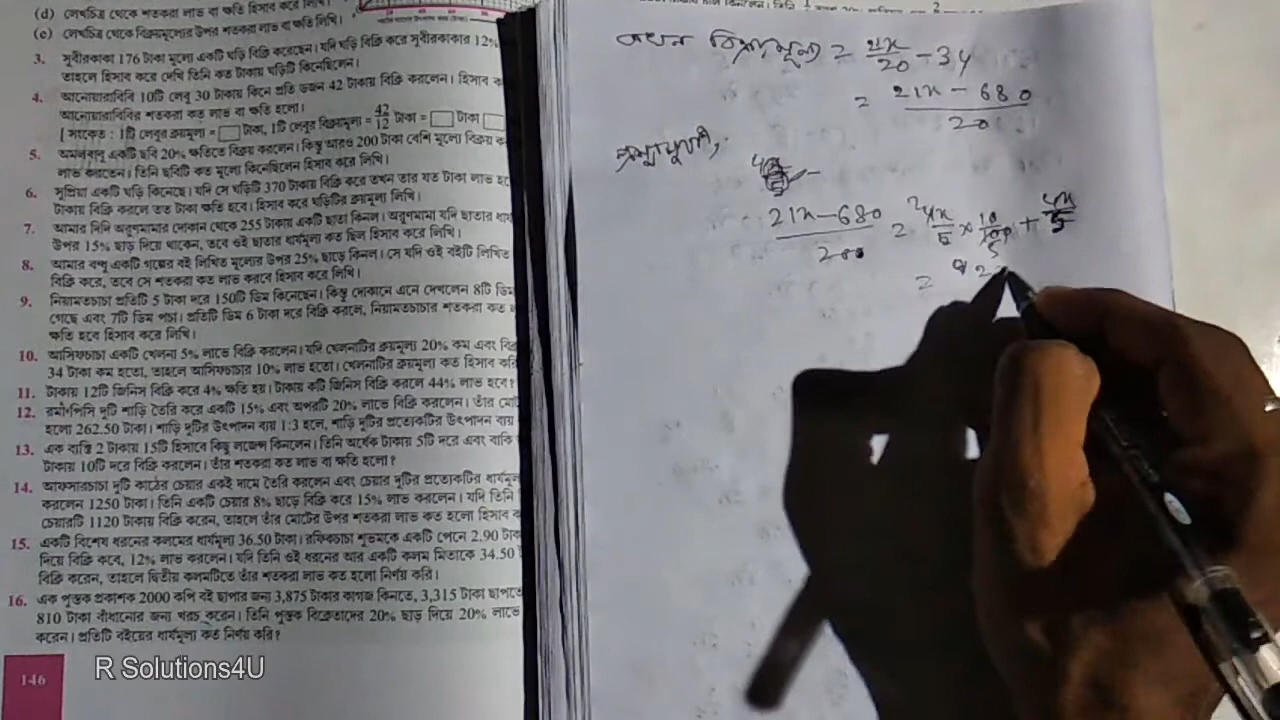 (d) লেখচিত্র থেকে শতকরা লাভ বা ক্ষতি হিসাব করে লিখি।
(e) লেখচিত্র থেকে বিক্রয়মূল্যের উপর শতকরা লাভ বা ক্ষতি লিখি।
3. সুবীরকাকা 176 টাকা মূল্যে একটি ঘড়ি বিক্রি করেছেন। যদি ঘড়ি বিক্রি করে সুবীরকাকার 12%
তাহলে হিসাব করে দেখি তিনি কত টাকায় ঘড়িটি কিনেছিলেন।
4. আনোয়ারাবিবি 10টি লেবু 30 টাকায় কিনে প্রতি ডজন 42 টাকায় বিক্রি করলেন। হিসাব ক
আনোয়ারাবিবির শতকরা কত লাভ বা ক্ষতি হলো।
[ সংকেত : 1টি লেবুর ক্রয়মূল্য = □ টাকা, 1টি লেবুর বিক্রয়মূল্য = 42/12 টাকা = □ টাকা □
5. অমলবাবু একটি ছবি 20% ক্ষতিতে বিক্রয় করলেন। কিন্তু আরও 200 টাকা বেশি মূল্যে বিক্রয় ক
লাভ করতেন। তিনি ছবিটি কত মূল্যে কিনেছিলেন হিসাব করে লিখি।
6. সুপ্রিয়া একটি ঘড়ি কিনেছে। যদি সে ঘড়িটি 370 টাকায় বিক্রি করে তখন তার যত টাকা লাভ হ
টাকায় বিক্রি করলে তত টাকা ক্ষতি হবে। হিসাব করে ঘড়িটির ক্রয়মূল্য লিখি।
7. আমার দিদি অরুণমামার দোকান থেকে 255 টাকায় একটি ছাতা কিনল। অরুণমামা যদি ছাতার ধার্য
উপর 15% ছাড় দিয়ে থাকেন, তবে ওই ছাতার ধার্যমূল্য কত ছিল হিসাব করে লিখি।
8. আমার বন্ধু একটি গল্পের বই লিখিত মূল্যের উপর 25% ছাড়ে কিনল। সে যদি ওই বইটি লিখিত
বিক্রি করে, তবে সে শতকরা কত লাভ করবে হিসাব করে লিখি।
9. নিয়ামতচাচা প্রতিটি 5 টাকা দরে 150টি ডিম কিনেছেন। কিন্তু দোকানে এনে দেখলেন 8টি ডিম
গেছে এবং 7টি ডিম পচা। প্রতিটি ডিম 6 টাকা দরে বিক্রি করলে, নিয়ামতচাচার শতকরা কত ল
ক্ষতি হবে হিসাব করে লিখি।
10. আসিফচাচা একটি খেলনা 5% লাভে বিক্রি করলেন। যদি খেলনাটির ক্রয়মূল্য 20% কম এবং বি
34 টাকা কম হতো, তাহলে আসিফচাচার 10% লাভ হতো। খেলনাটির ক্রয়মূল্য কত হিসাব করি
11. টাকায় 12টি জিনিস বিক্রি করে 4% ক্ষতি হয়। টাকায় কটি জিনিস বিক্রি করলে 44% লাভ হবে?
12. রমাপিসি দুটি শাড়ি তৈরি করে একটি 15% এবং অপরটি 20% লাভে বিক্রি করলেন। তাঁর মোট
হলো 262.50 টাকা। শাড়ি দুটির উৎপাদন ব্যয় 1:3 হলে, শাড়ি দুটির প্রত্যেকটির উৎপাদন ব্যয়
13. এক ব্যক্তি 2 টাকায় 15টি হিসাবে কিছু লজেন্স কিনলেন। তিনি অর্ধেক টাকায় 5টি দরে এবং বাকি
টাকায় 10টি দরে বিক্রি করলেন। তাঁর শতকরা কত লাভ বা ক্ষতি হলো?
14. আফসারচাচা দুটি কাঠের চেয়ার একই দামে তৈরি করলেন এবং চেয়ার দুটির প্রত্যেকটির ধার্যমূল
করলেন 1250 টাকা। তিনি একটি চেয়ার 8% ছাড়ে বিক্রি করে 15% লাভ করলেন। যদি তিনি
চেয়ারটি 1120 টাকায় বিক্রি করেন, তাহলে তাঁর মোটের উপর শতকরা লাভ কত হলো হিসাব ক
15. একটি বিশেষ ধরনের কলমের ধার্যমূল্য 36.50 টাকা। রফিকচাচা শুভমকে একটি পেনে 2.90 টাক
দিয়ে বিক্রি কবে, 12% লাভ করলেন। যদি তিনি ওই ধরনের আর একটি কলম মিতাকে 34.50
বিক্রি করেন, তাহলে দ্বিতীয় কলমটিতে তাঁর শতকরা লাভ কত হলো নির্ণয় করি।
16. এক পুস্তক প্রকাশক 2000 কপি বই ছাপার জন্য 3,875 টাকার কাগজ কিনতে, 3,315 টাকা ছাপতে
810 টাকা বাঁধানোর জন্য খরচ করেন। তিনি পুস্তক বিক্রেতাদের 20% ছাড় দিয়ে 20% লাভে
করেন। প্রতিটি বইয়ের ধার্যমূল্য কত নির্ণয় করি?
146
R Solutions4U
তখন বিক্রয়মূল্য = 21x/20 - 34
= 21x - 680/20
প্রশ্নানুযায়ী,
21x-680/200 = 4x/5 × 10/100 + 4x/5